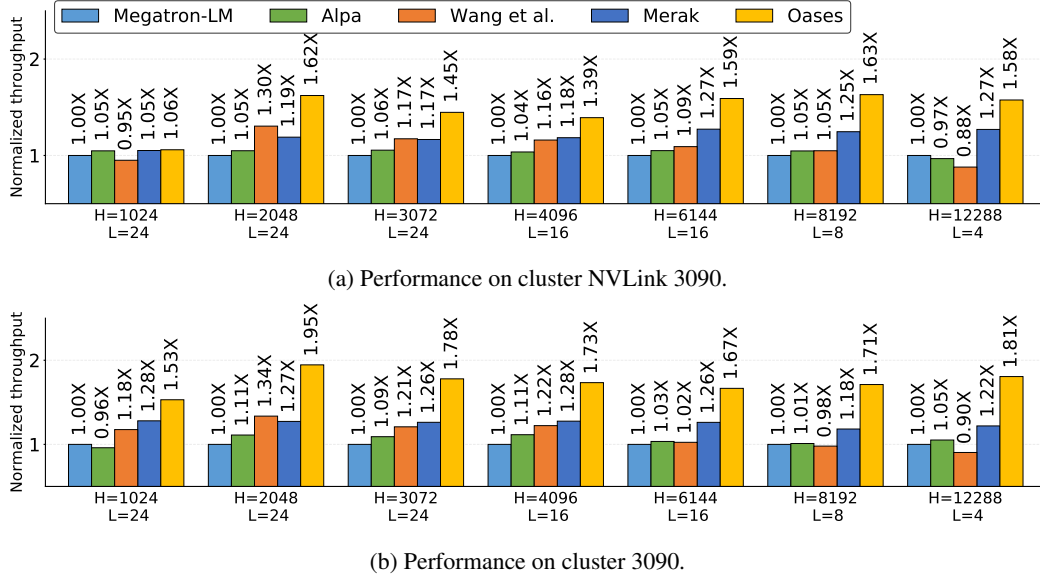 Megatron-LM Alpa Wang et al. Merak Oases
Normalized throughput
2
1
1.00X 1.05X 0.95X 1.05X 1.06X
1.00X 1.05X 1.30X 1.19X 1.62X
1.00X 1.06X 1.17X 1.17X 1.45X
1.00X 1.04X 1.16X 1.18X 1.39X
1.00X 1.05X 1.09X 1.27X 1.59X
1.00X 1.05X 1.05X 1.25X 1.63X
1.00X 0.97X 0.88X 1.27X 1.58X
H=1024 H=2048 H=3072 H=4096 H=6144 H=8192 H=12288
L=24 L=24 L=24 L=16 L=16 L=8 L=4
(a) Performance on cluster NVLink 3090.
Normalized throughput
2
1
1.00X 0.96X 1.18X 1.28X 1.53X
1.00X 1.11X 1.34X 1.27X 1.95X
1.00X 1.09X 1.21X 1.26X 1.78X
1.00X 1.11X 1.22X 1.28X 1.73X
1.00X 1.03X 1.02X 1.26X 1.67X
1.00X 1.01X 0.98X 1.18X 1.71X
1.00X 1.05X 0.90X 1.22X 1.81X
H=1024 H=2048 H=3072 H=4096 H=6144 H=8192 H=12288
L=24 L=24 L=24 L=16 L=16 L=8 L=4
(b) Performance on cluster 3090.